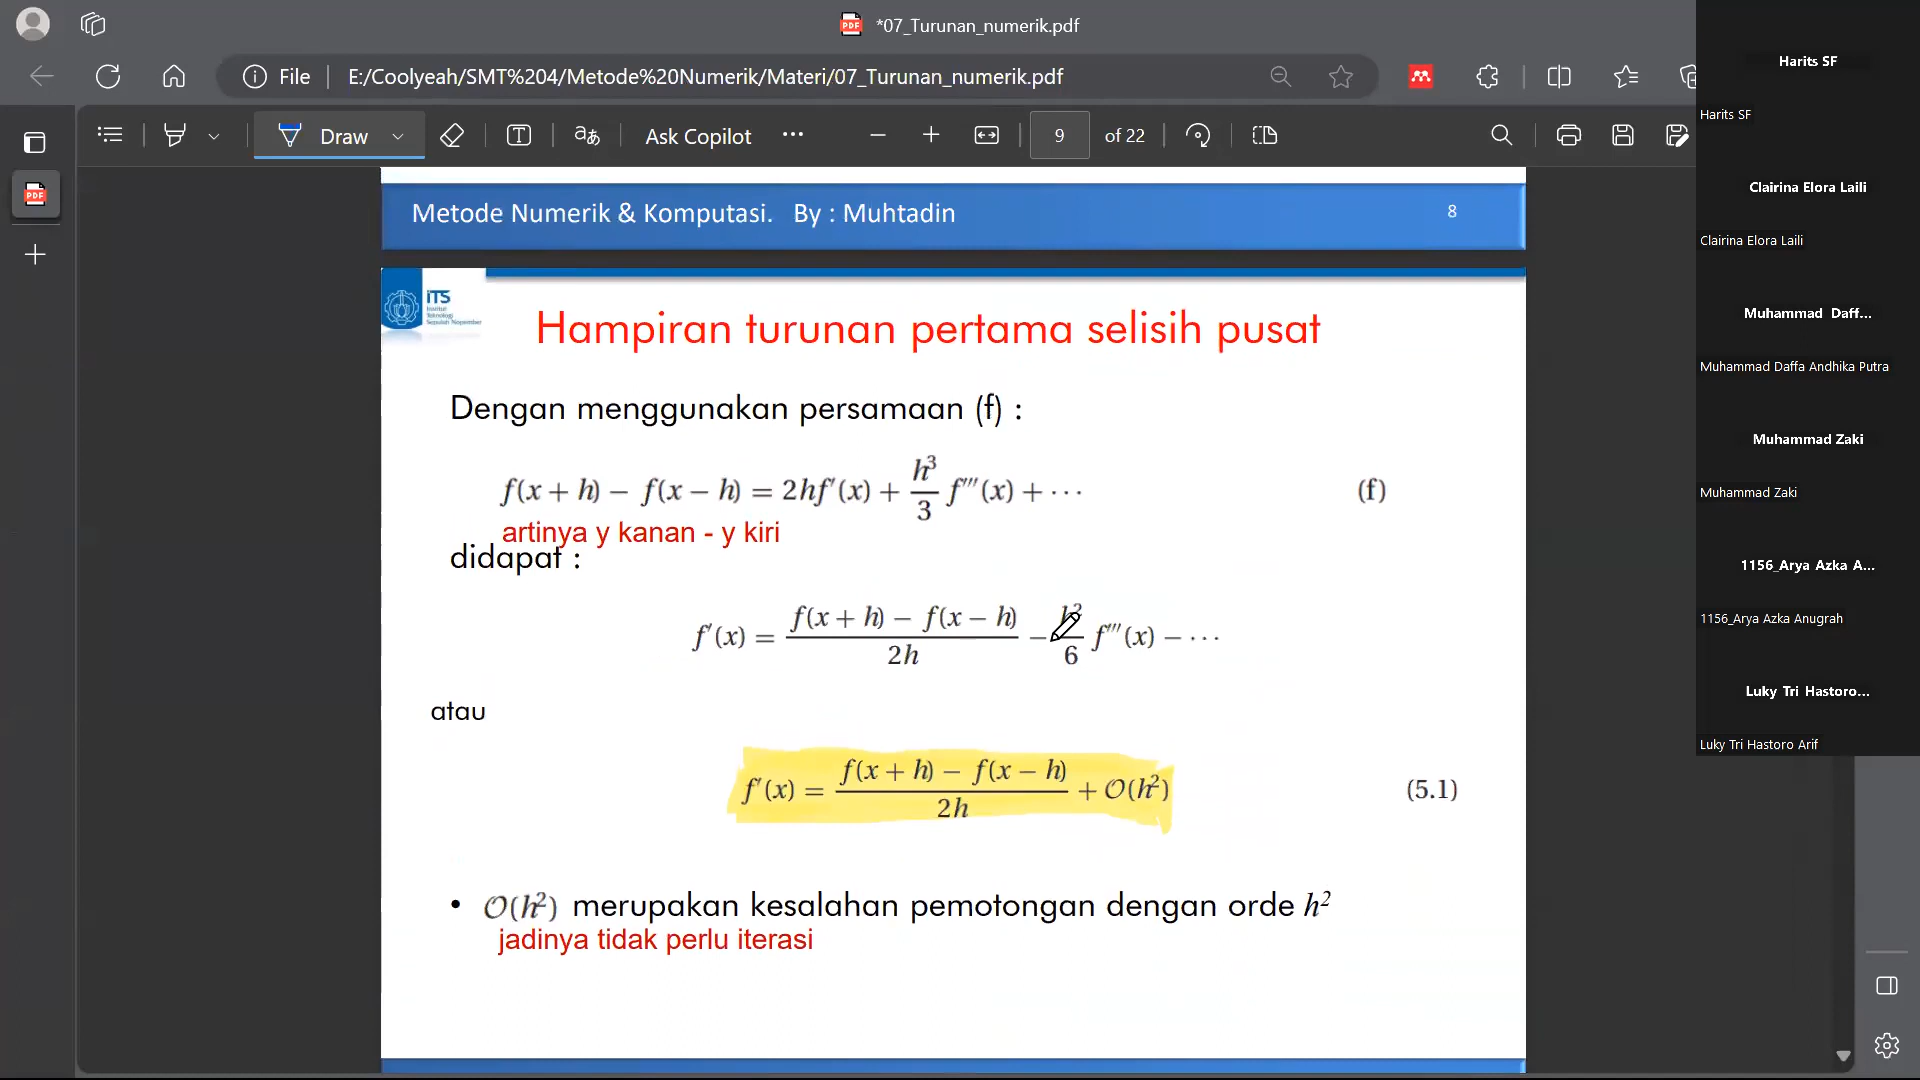 *07_Turunan_numerik.pdf
File
E:/Coolyeah/SMT%204/Metode%20Numerik/Materi/07_Turunan_numerik.pdf
Draw
Ask Copilot
9
of 22
Metode Numerik & Komputasi. By : Muhtadin
8
ITS
Institut
Teknologi
Sepuluh Nopember
Hampiran turunan pertama selisih pusat
Dengan menggunakan persamaan (f) :
f(x + h) − f(x − h) = 2hf′(x) + h³/3 f‴(x) + ⋯ (f)
artinya y kanan - y kiri
didapat :
f′(x) = f(x + h) − f(x − h)/2h − h²/6 f‴(x) − ⋯
atau
f′(x) = f(x + h) − f(x − h)/2h + O(h²) (5.1)
• O(h²) merupakan kesalahan pemotongan dengan orde h²
jadinya tidak perlu iterasi
Harits SF
Harits SF
Clairina Elora Laili
Clairina Elora Laili
Muhammad Daff...
Muhammad Daffa Andhika Putra
Muhammad Zaki
Muhammad Zaki
1156_Arya Azka A...
1156_Arya Azka Anugrah
Luky Tri Hastoro...
Luky Tri Hastoro Arif